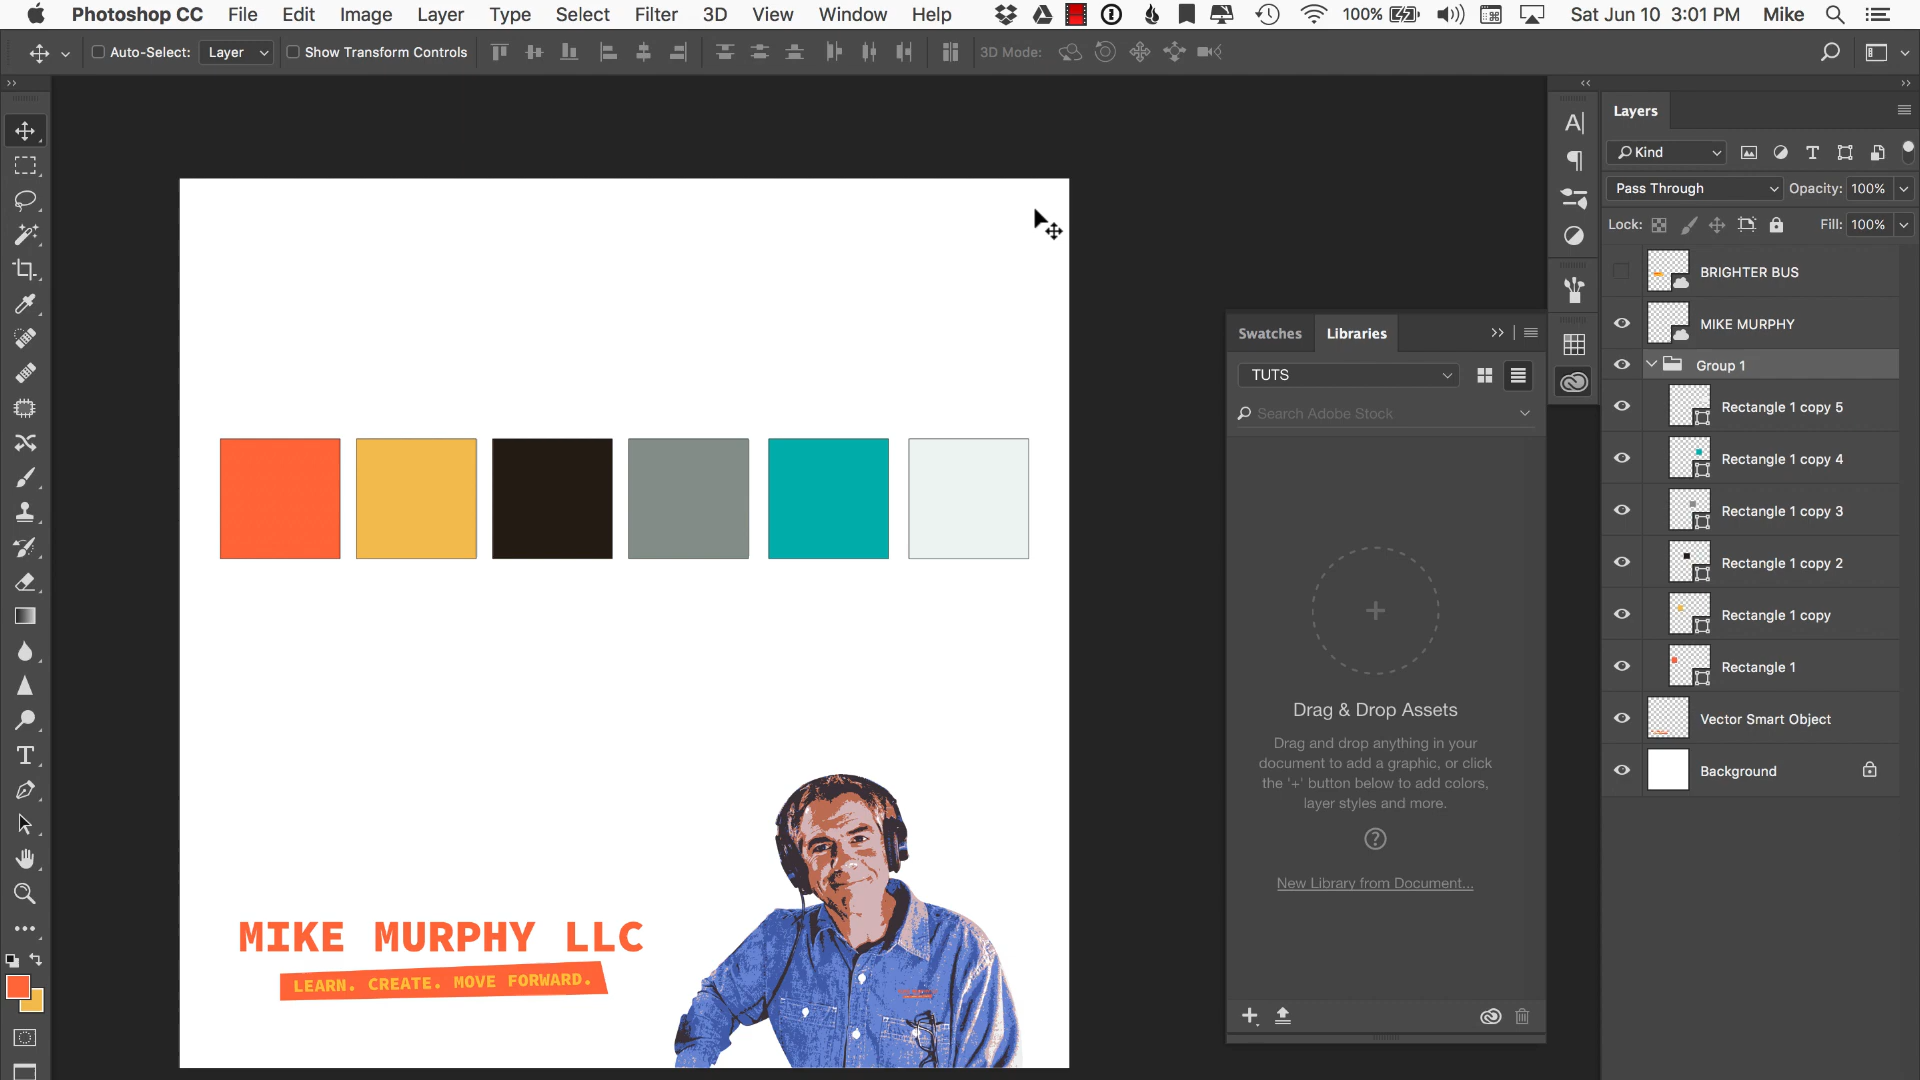 Photoshop CC File Edit Image Layer Type Select Filter 3D View Window Help 100% Sat Jun 10 3:01 PM Mike
Auto-Select: Layer Show Transform Controls 3D Mode:
Layers
Kind
Pass Through Opacity: 100%
Lock: Fill: 100%
BRIGHTER BUS
MIKE MURPHY
Group 1
Rectangle 1 copy 5
Rectangle 1 copy 4
Rectangle 1 copy 3
Rectangle 1 copy 2
Rectangle 1 copy
Rectangle 1
Vector Smart Object
Background
Swatches Libraries
TUTS
Search Adobe Stock
Drag & Drop Assets
Drag and drop anything in your
document to add a graphic, or click
the '+' button below to add colors,
layer styles and more.
New Library from Document...
MIKE MURPHY LLC
LEARN. CREATE. MOVE FORWARD.